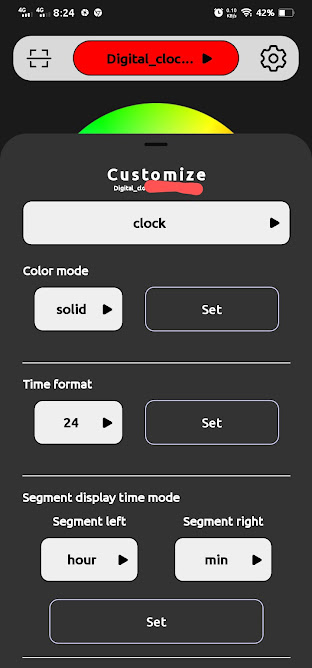 4G 4G 8:24 0.10 KB/s 42%
Digital_cloc...
Customize
Digital_clo
clock
Color mode
solid Set
Time format
24 Set
Segment display time mode
Segment left Segment right
hour min
Set